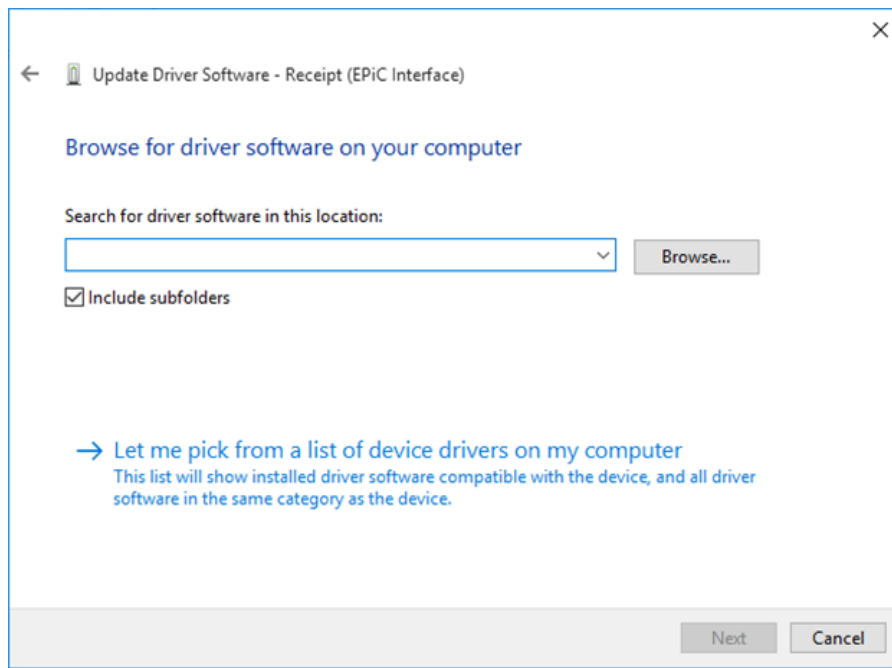 Update Driver Software - Receipt (EPiC Interface)
Browse for driver software on your computer
Search for driver software in this location:
Browse...
Include subfolders
Let me pick from a list of device drivers on my computer
This list will show installed driver software compatible with the device, and all driver
software in the same category as the device.
Next
Cancel